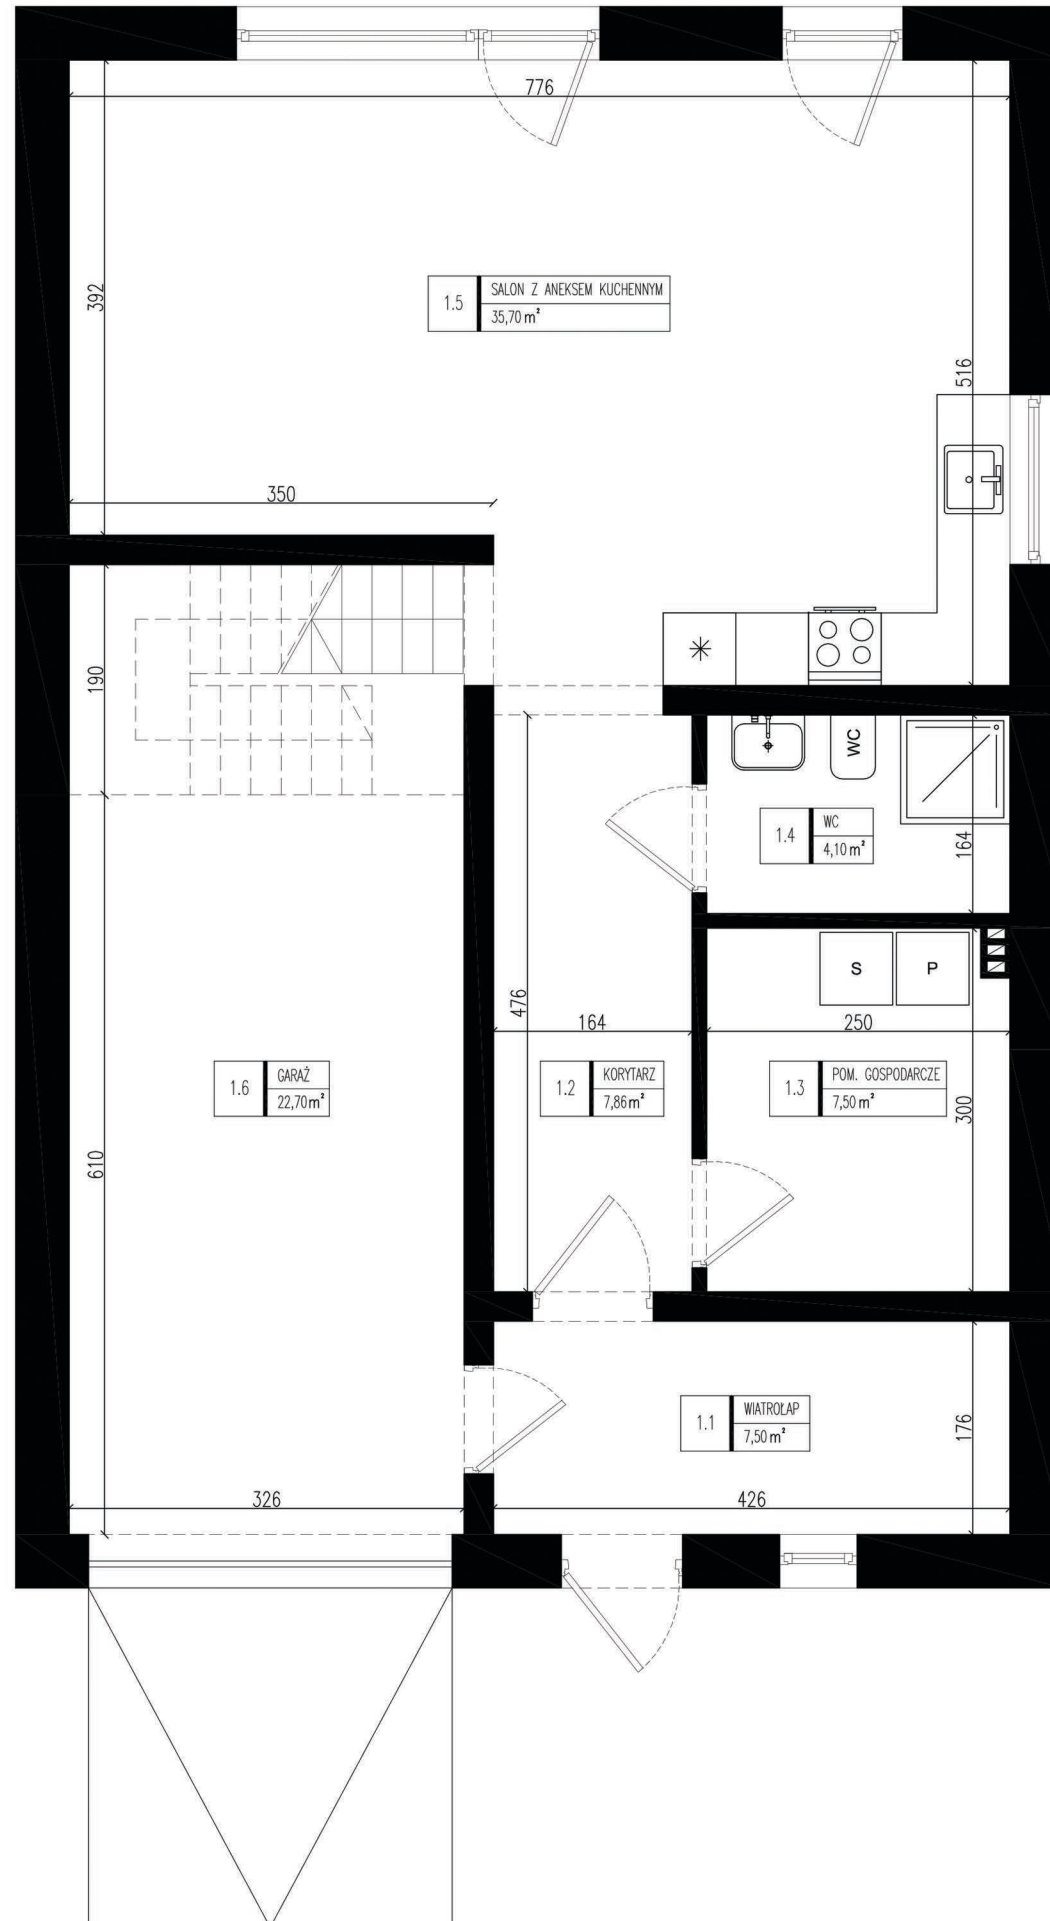 776
392
1.5
SALON Z ANEKSEM KUCHENNYM
35,70 m²
516
350
190
WC
1.4
WC
4,10 m²
164
S
P
476
164
250
1.6
GARAŻ
22,70 m²
1.2
KORYTARZ
7,86 m²
1.3
POM. GOSPODARCZE
7,50 m²
300
610
1.1
WIATROŁAP
7,50 m²
176
326
426